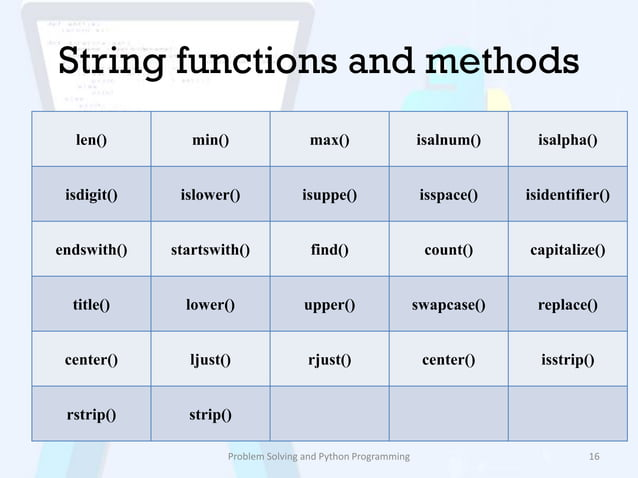 String functions and methods
len() min() max() isalnum() isalpha()
isdigit() islower() isuppe() isspace() isidentifier()
endswith() startswith() find() count() capitalize()
title() lower() upper() swapcase() replace()
center() ljust() rjust() center() isstrip()
rstrip() strip()
Problem Solving and Python Programming 16